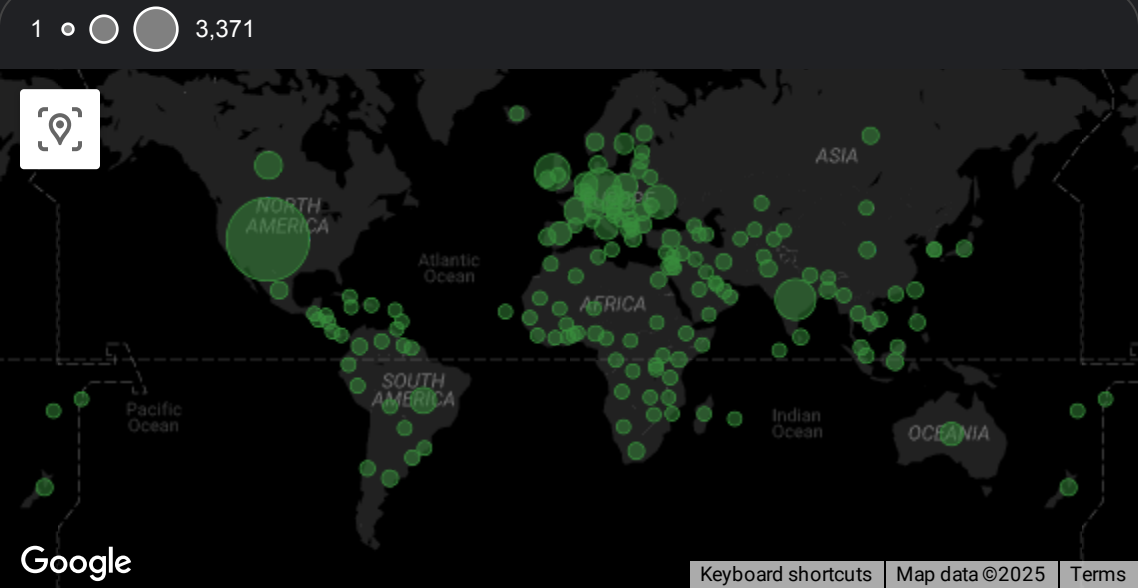 1
3,371
ASIA
NORTH
AMERICA
Atlantic
Ocean
AFRICA
SOUTH
AMERICA
Pacific
Ocean
Indian
Ocean
OCEANIA
Google
Keyboard shortcuts
Map data ©2025
Terms